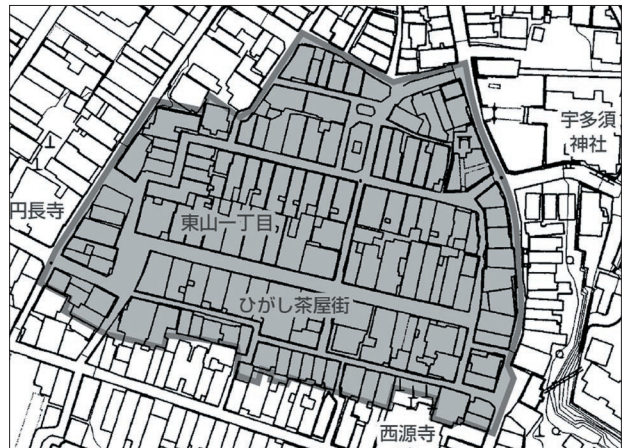 宇多須
神社
円長寺
東山一丁目
ひがし茶屋街
西源寺